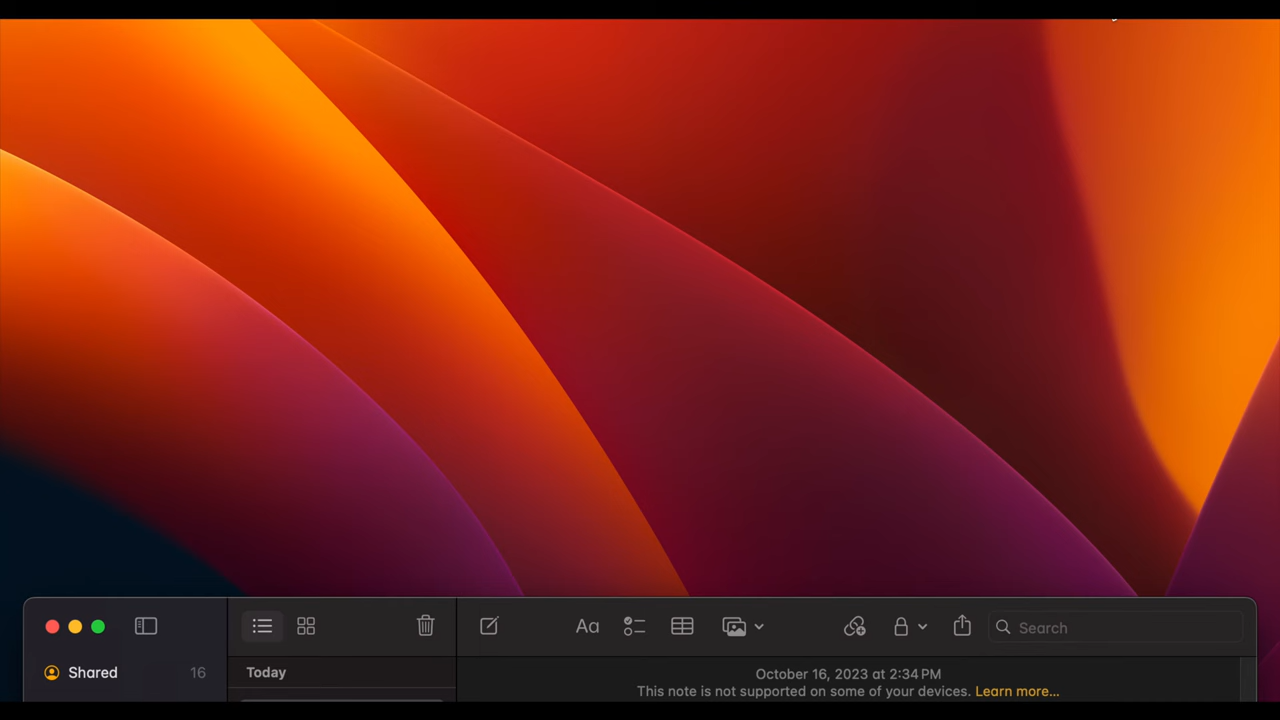 Aa
Search
Shared 16
Today
October 16, 2023 at 2:34 PM
This note is not supported on some of your devices. Learn more...